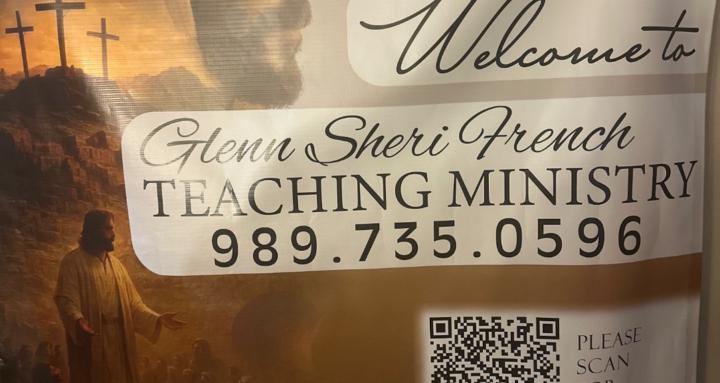 Welcome to
Glenn Sheri French
TEACHING MINISTRY
989.735.0596
PLEASE
SCAN